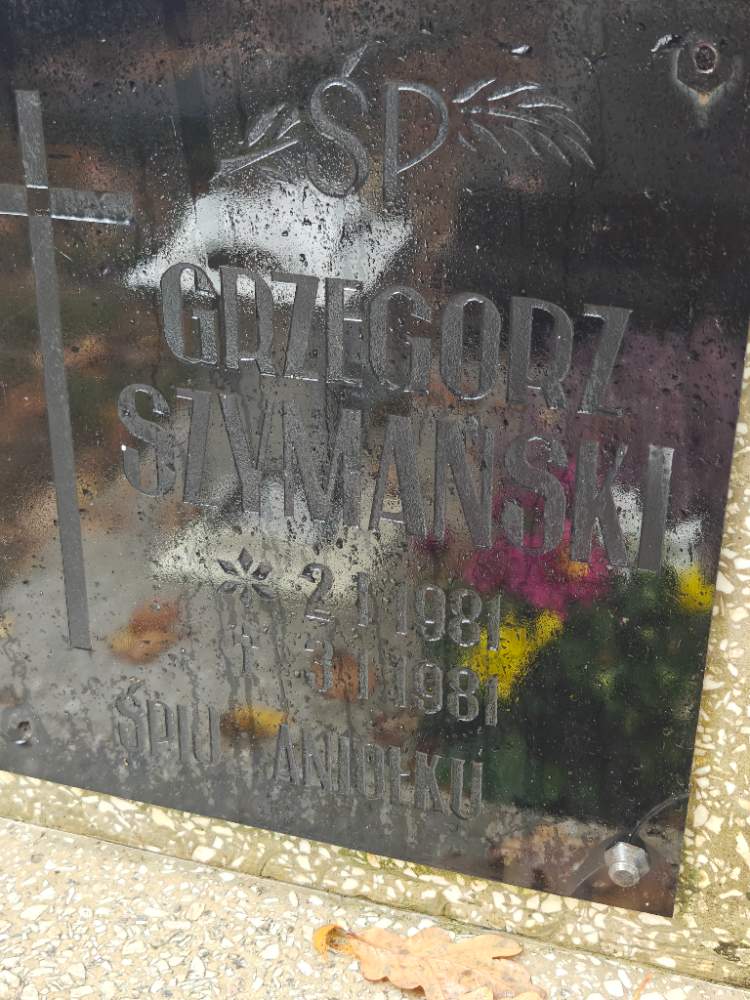 ŚP
GRZEGORZ
SZYMAŃSKI
2 I 1981
3 I 1981
ŚPIJ ANIOŁKU